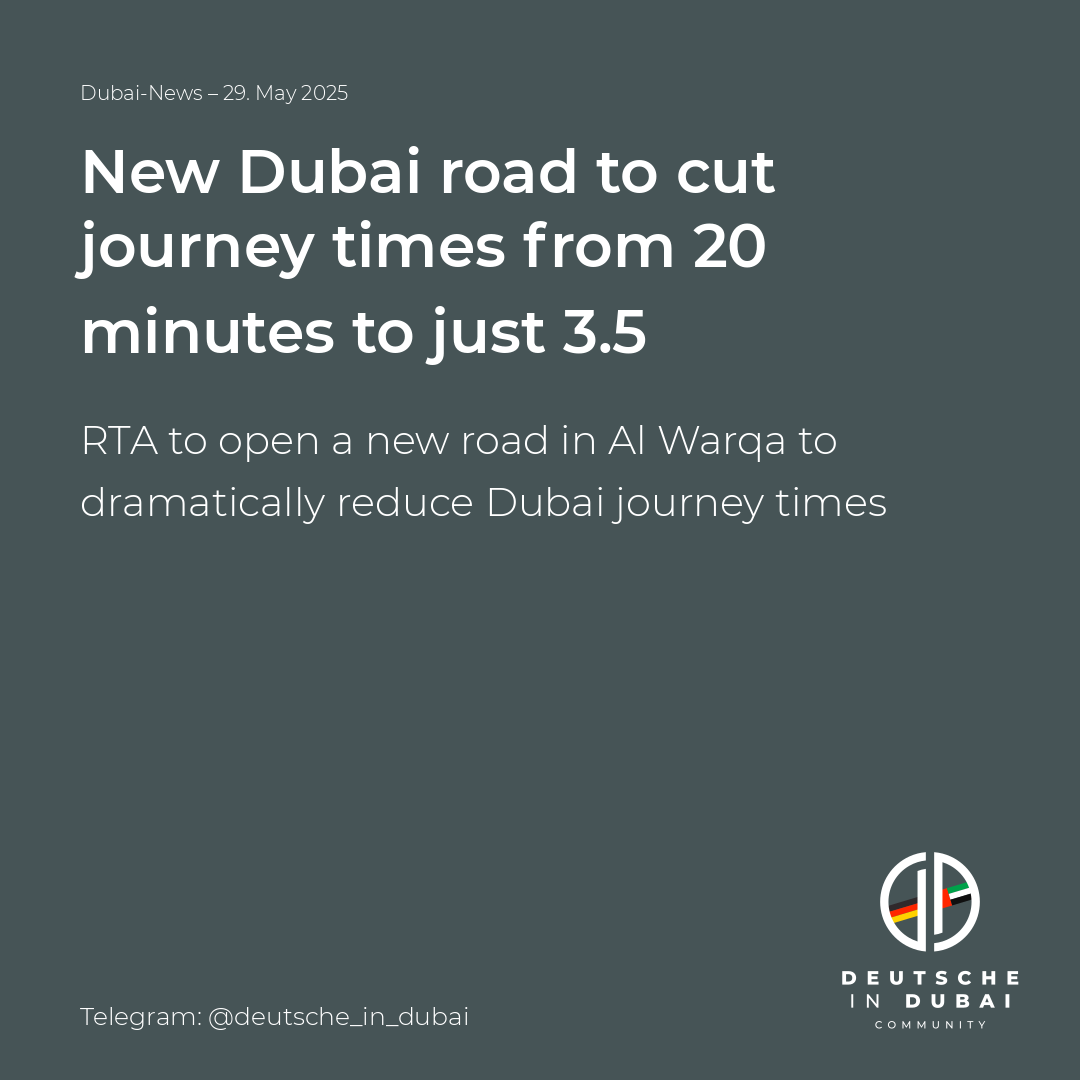 Dubai-News – 29. May 2025
New Dubai road to cut
journey times from 20
minutes to just 3.5
RTA to open a new road in Al Warqa to
dramatically reduce Dubai journey times
DEUTSCHE
IN DUBAI
COMMUNITY
Telegram: @deutsche_in_dubai